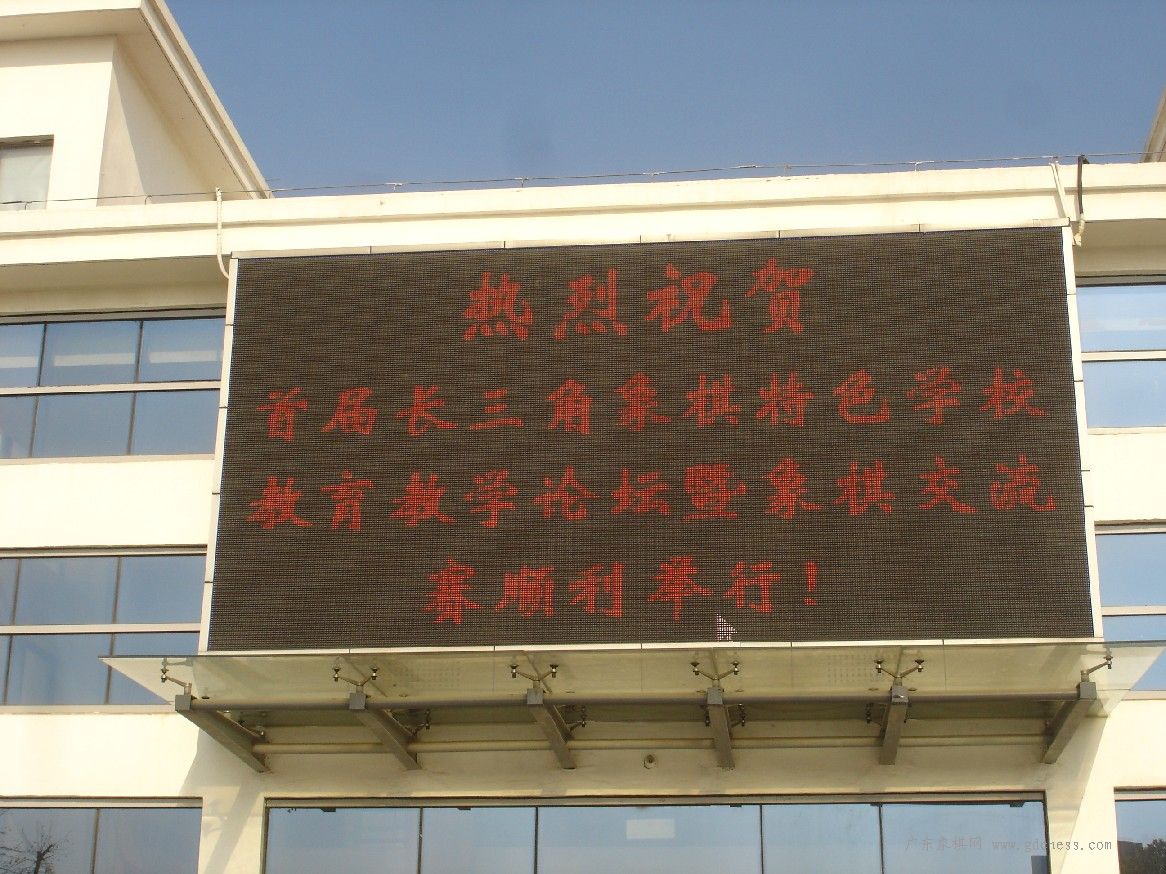 热烈祝贺
首届长三角象棋特色学校
教育教学论坛暨象棋交流
赛顺利举行!
广东象棋网 www.gdchess.com